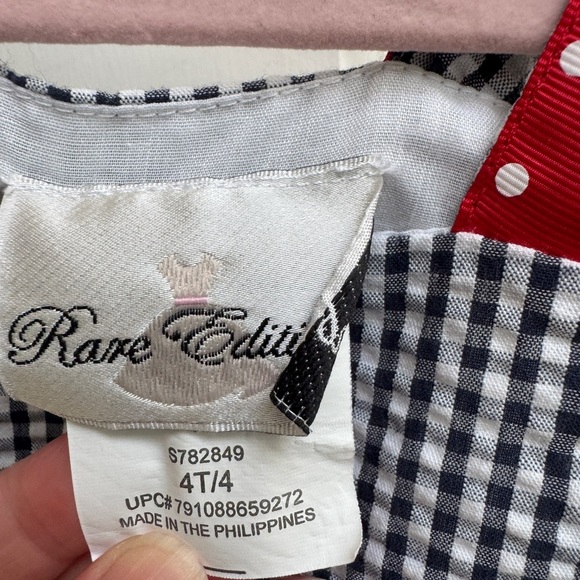 Rare Editi
S782849
4T/4
UPC#791088659272
MADE IN THE PHILIPPINES